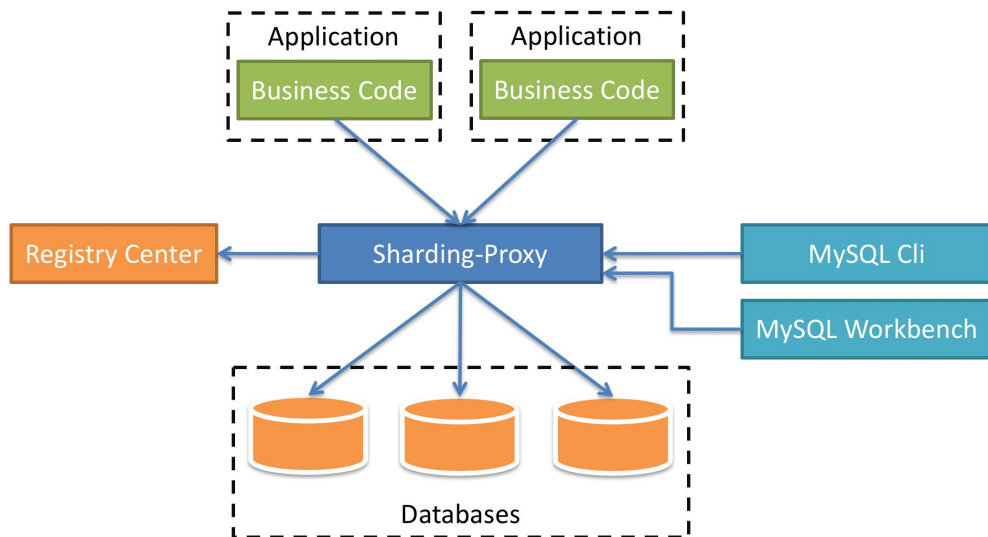 Application
Application
Business Code
Business Code
Registry Center
Sharding-Proxy
MySQL Cli
MySQL Workbench
Databases